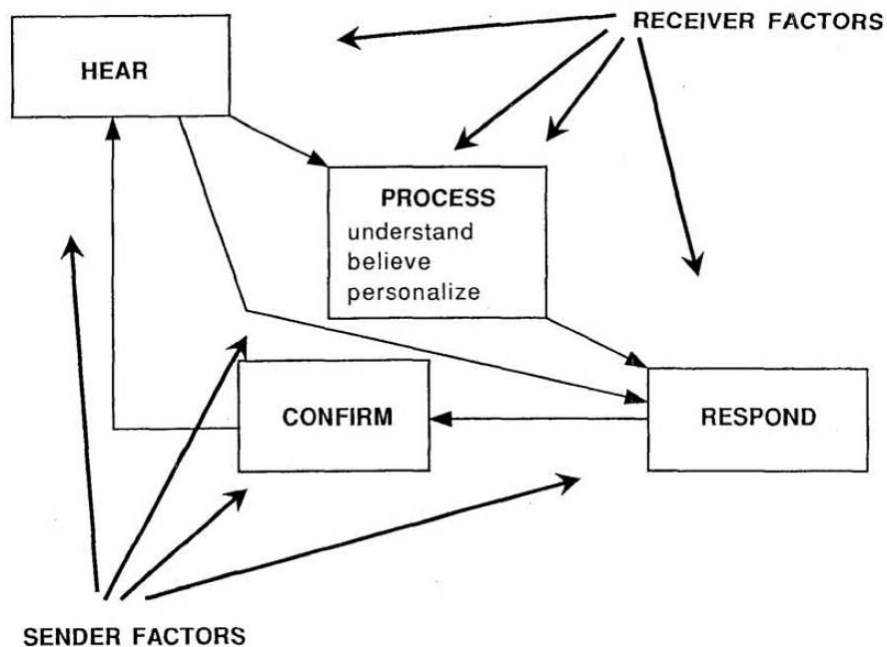 RECEIVER FACTORS
HEAR
PROCESS
understand
believe
personalize
CONFIRM
RESPOND
SENDER FACTORS